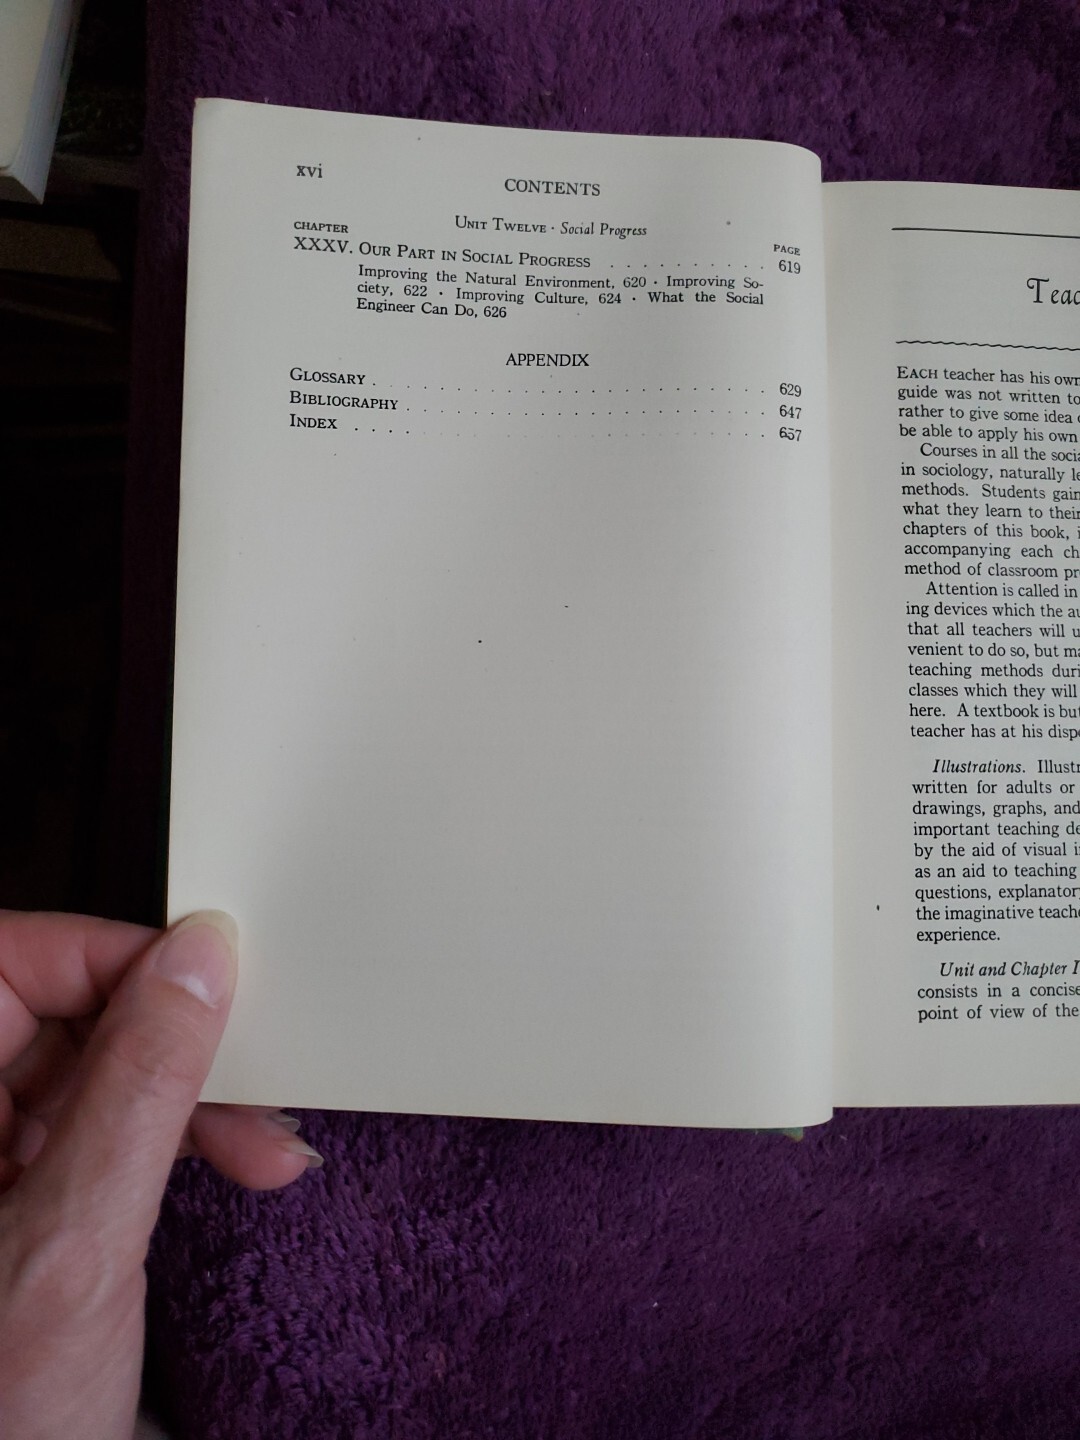 xvi
CONTENTS
UNIT TWELVE · Social Progress
CHAPTER
PAGE
XXXV. OUR PART IN SOCIAL PROGRESS . . . . . . . . . . 619
Improving the Natural Environment, 620 · Improving So-
ciety, 622 · Improving Culture, 624 · What the Social
Engineer Can Do, 626
APPENDIX
GLOSSARY . . . . . . . . . . . . . . . . . . . . 629
BIBLIOGRAPHY . . . . . . . . . . . . . . . . . . 647
INDEX . . . . . . . . . . . . . . . . . . . . . 657
EACH teacher has his own
guide was not written to
rather to give some idea
be able to apply his own
Courses in all the
in sociology, naturally
methods. Students gain
what they learn to their
chapters of this book,
accompanying each
method of classroom
Attention is called in
ing devices which the
that all teachers will
venient to do so, but
teaching methods
classes which they will
here. A textbook is but
teacher has at his
Illustrations.
written for adults or
drawings, graphs, and
important teaching
by the aid of visual
as an aid to teaching
questions, explanatory
the imaginative
experience.
Unit and Chapter
consists in a concise
point of view of the